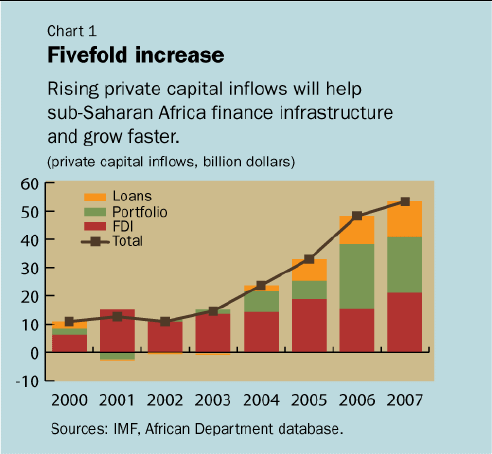 Chart 1
Fivefold increase
Rising private capital inflows will help
sub-Saharan Africa finance infrastructure
and grow faster.
(private capital inflows, billion dollars)
60
50
40
30
20
10
0
-10
Loans
Portfolio
FDI
Total
2000 2001 2002 2003 2004 2005 2006 2007
Sources: IMF, African Department database.